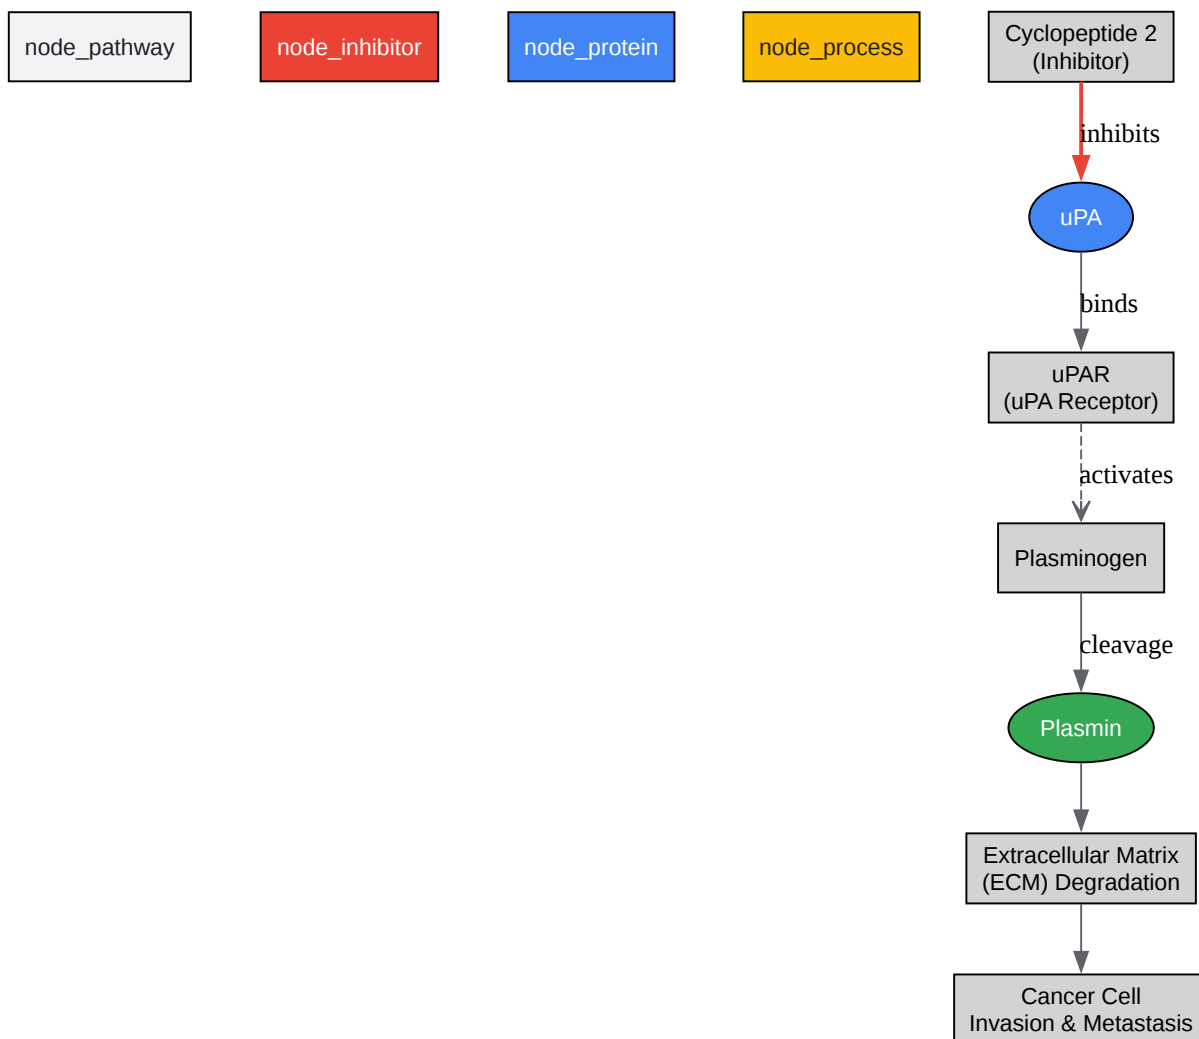 node_pathway
node_inhibitor
node_protein
node_process
Cyclopeptide 2
(Inhibitor)
inhibits
uPA
binds
uPAR
(uPA Receptor)
activates
Plasminogen
cleavage
Plasmin
Extracellular Matrix
(ECM) Degradation
Cancer Cell
Invasion & Metastasis